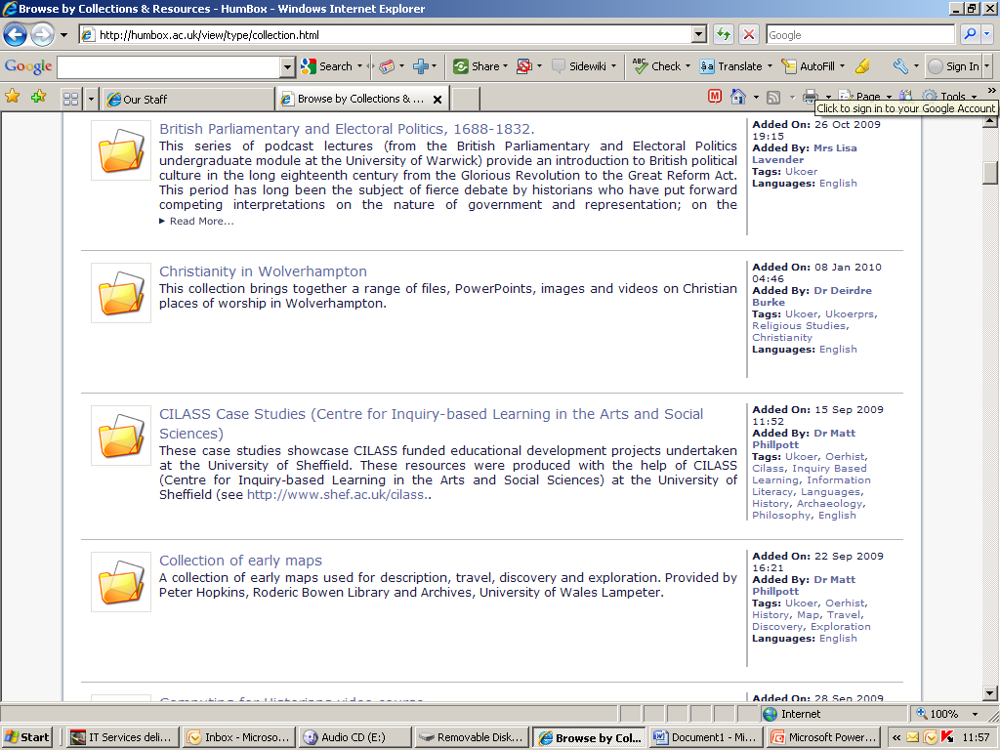 Browse by Collections & Resources - HumBox - Windows Internet Explorer
http://humbox.ac.uk/view/type/collection.html
Google
Google Search Share Sidewiki Check Translate AutoFill Sign In
Our Staff Browse by Collections & ... Page Tools
Click to sign in to your Google Account
British Parliamentary and Electoral Politics, 1688-1832.
This series of podcast lectures (from the British Parliamentary and Electoral Politics
undergraduate module at the University of Warwick) provide an introduction to British political
culture in the long eighteenth century from the Glorious Revolution to the Great Reform Act.
This period has long been the subject of fierce debate by historians who have put forward
competing interpretations on the nature of government and representation; on the
Read More...
Added On: 26 Oct 2009
19:15
Added By: Mrs Lisa
Lavender
Tags: Ukoer
Languages: English
Christianity in Wolverhampton
This collection brings together a range of files, PowerPoints, images and videos on Christian
places of worship in Wolverhampton.
Added On: 08 Jan 2010
04:46
Added By: Dr Deirdre
Burke
Tags: Ukoer, Ukoerprs,
Religious Studies,
Christianity
Languages: English
CILASS Case Studies (Centre for Inquiry-based Learning in the Arts and Social
Sciences)
These case studies showcase CILASS funded educational development projects undertaken
at the University of Sheffield. These resources were produced with the help of CILASS
(Centre for Inquiry-based Learning in the Arts and Social Sciences) at the University of
Sheffield (see http://www.shef.ac.uk/cilass..
Added On: 15 Sep 2009
11:52
Added By: Dr Matt
Philpott
Tags: Ukoer, Oerhist,
Cilass, Inquiry Based
Learning, Information
Literacy, Languages,
History, Archaeology,
Philosophy, English
Collection of early maps
A collection of early maps used for description, travel, discovery and exploration. Provided by
Peter Hopkins, Roderic Bowen Library and Archives, University of Wales Lampeter.
Added On: 22 Sep 2009
16:21
Added By: Dr Matt
Phillpott
Tags: Ukoer, Oerhist,
History, Map, Travel,
Discovery, Exploration
Languages: English
Computing for Historians video course
Added On: 28 Sep 2009
Internet 100%
Start IT Services deli... Inbox - Microso... Audio CD (E:) Removable Disk... Browse by Col... Document1 - Mi... Microsoft Power... 11:57